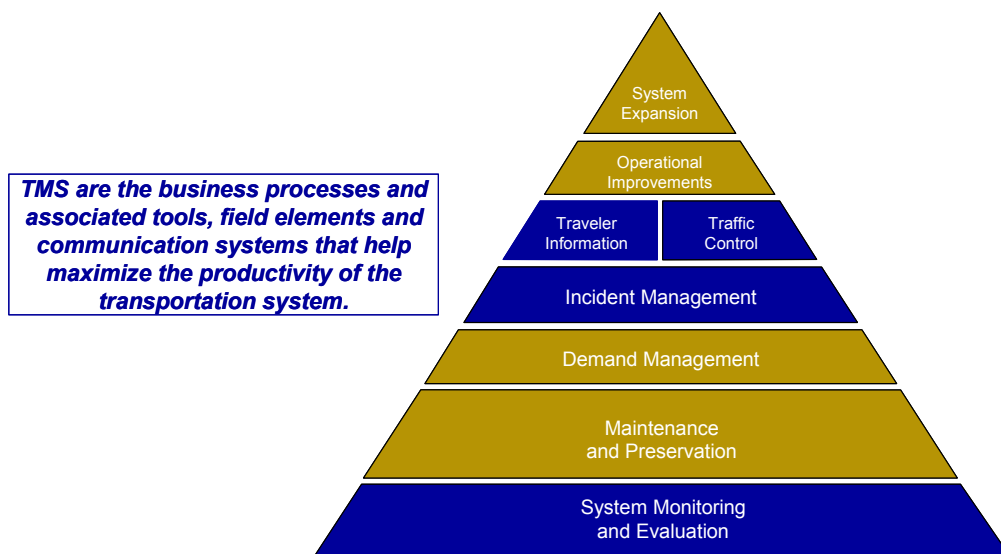 System
Expansion
Operational
Improvements
TMS are the business processes and
associated tools, field elements and
communication systems that help
maximize the productivity of the
transportation system.
Traveler
Information
Traffic
Control
Incident Management
Demand Management
Maintenance
and Preservation
System Monitoring
and Evaluation